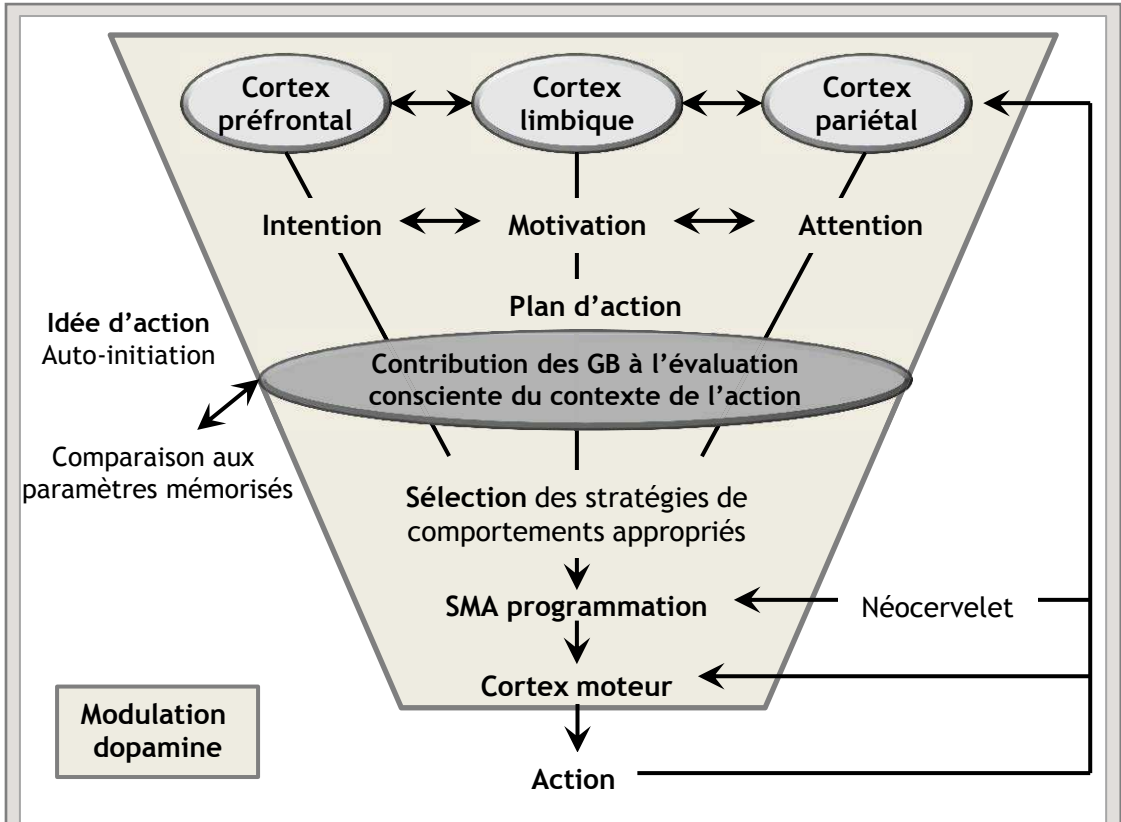 Cortex
préfrontal
Cortex
limbique
Cortex
pariétal
Intention
Motivation
Attention
Plan d’action
Idée d’action
Auto-initiation
Contribution des GB à l’évaluation
consciente du contexte de l’action
Comparaison aux
paramètres mémorisés
Sélection des stratégies de
comportements appropriés
SMA programmation
Néocervelet
Cortex moteur
Modulation
dopamine
Action